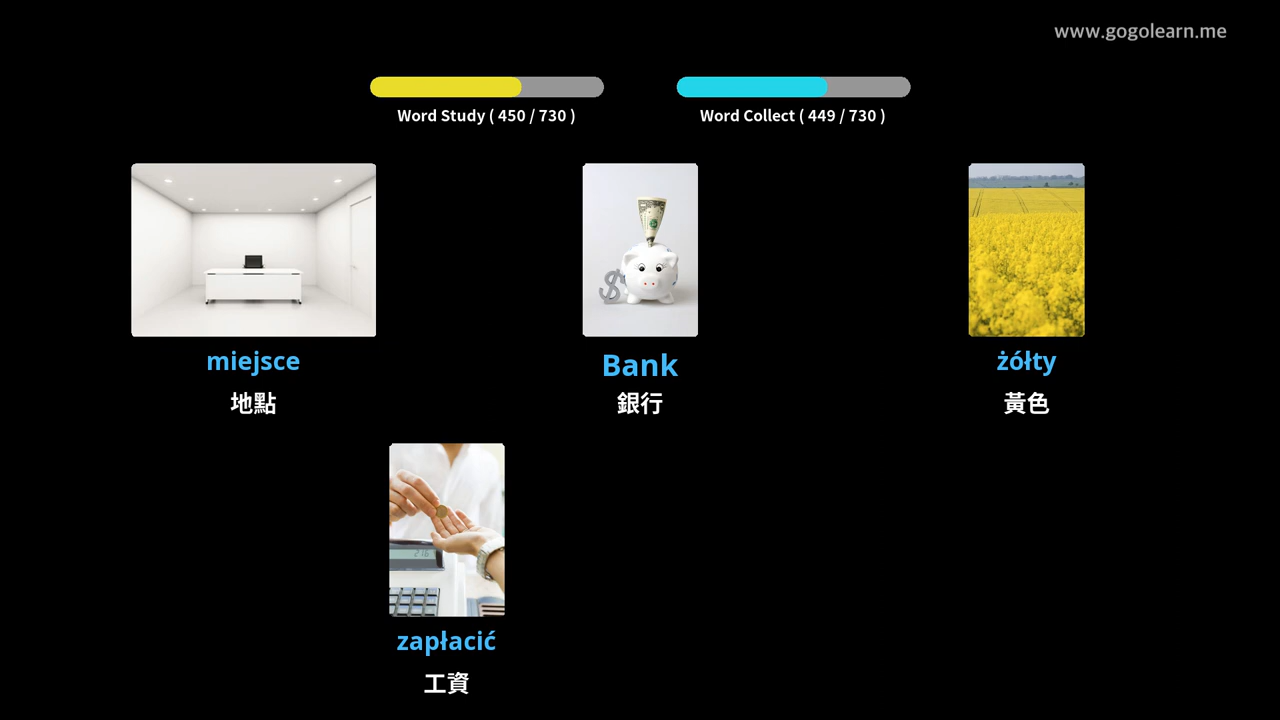 www.gogolearn.me
Word Study ( 450 / 730 )
Word Collect ( 449 / 730 )
miejsce
地點
Bank
銀行
żółty
黃色
zapłacić
工資